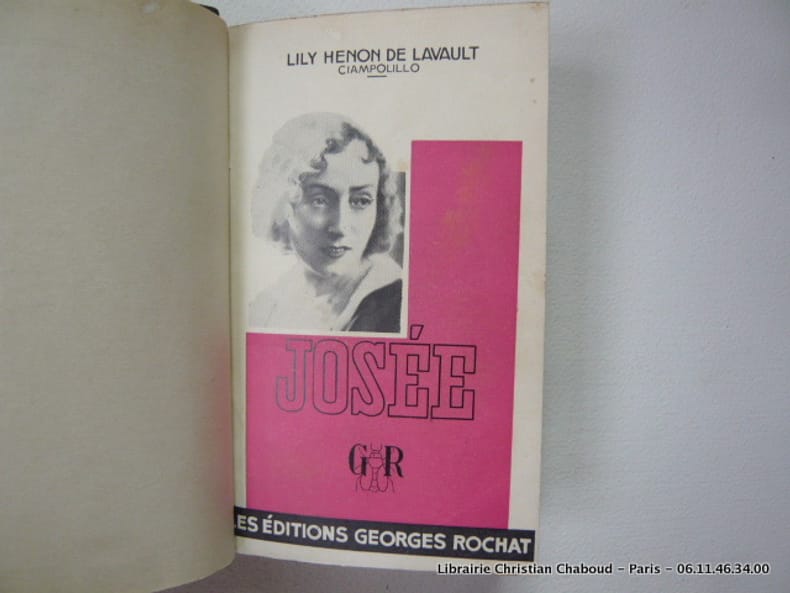 LILY HENON DE LAVAULT
CIAMPOLILLO
JOSÉE
GR
LES ÉDITIONS GEORGES ROCHAT
Librairie Christian Chaboud - Paris - 06.11.46.34.00